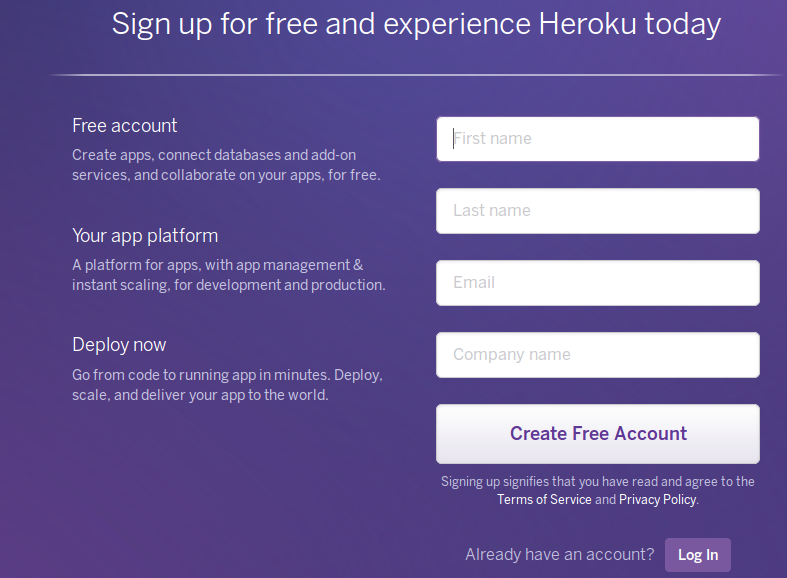 Sign up for free and experience Heroku today
Free account
Create apps, connect databases and add-on
services, and collaborate on your apps, for free.
Your app platform
A platform for apps, with app management &
instant scaling, for development and production.
Deploy now
Go from code to running app in minutes. Deploy,
scale, and deliver your app to the world.
First name
Last name
Email
Company name
Create Free Account
Signing up signifies that you have read and agree to the
Terms of Service and Privacy Policy.
Already have an account? Log In